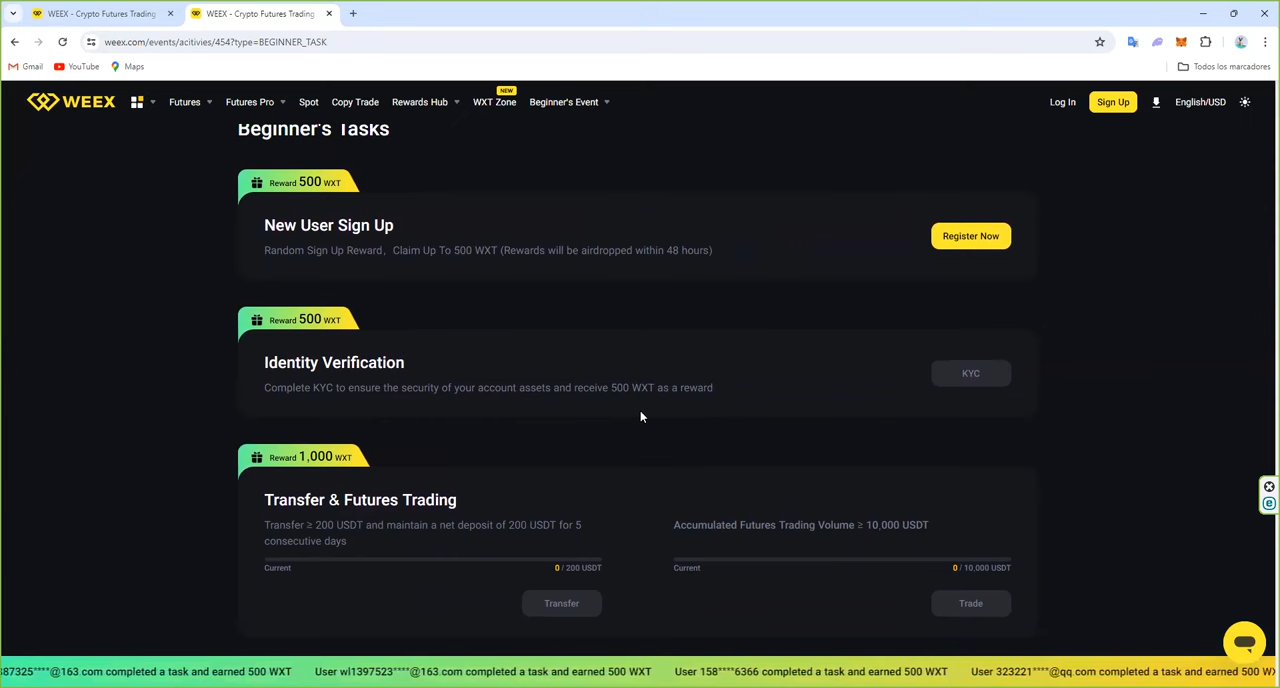 WEEX - Crypto Futures Trading
WEEX - Crypto Futures Trading
weex.com/events/acitivies/454?type=BEGINNER_TASK
Gmail
YouTube
Maps
Todos los marcadores
WEEX
Futures
Futures Pro
Spot
Copy Trade
Rewards Hub
NEW
WXT Zone
Beginner's Event
Log In
Sign Up
English/USD
Beginner's Tasks
Reward 500 WXT
New User Sign Up
Random Sign Up Reward, Claim Up To 500 WXT (Rewards will be airdropped within 48 hours)
Register Now
Reward 500 WXT
Identity Verification
Complete KYC to ensure the security of your account assets and receive 500 WXT as a reward
KYC
Reward 1,000 WXT
Transfer & Futures Trading
Transfer ≥ 200 USDT and maintain a net deposit of 200 USDT for 5
consecutive days
Current
0 / 200 USDT
Transfer
Accumulated Futures Trading Volume ≥ 10,000 USDT
Current
0 / 10,000 USDT
Trade
387325****@163.com completed a task and earned 500 WXT
User wl1397523****@163.com completed a task and earned 500 WXT
User 158****6366 completed a task and earned 500 WXT
User 323221****@qq.com completed a task and earned 500